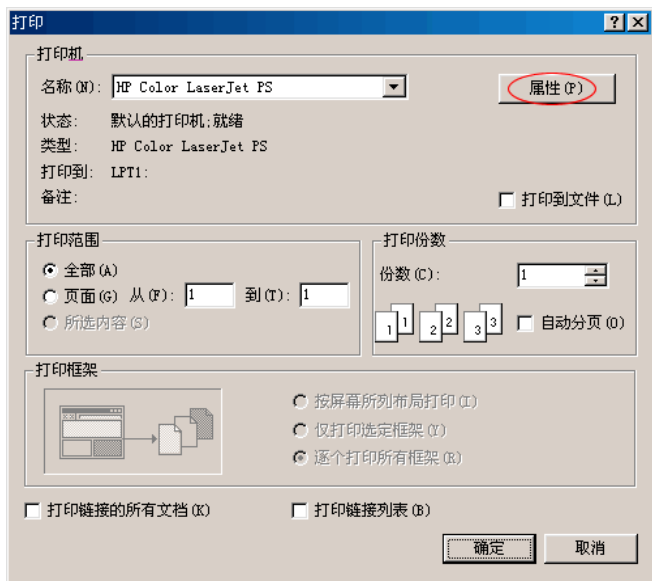 打印
打印机
名称(N): HP Color LaserJet PS 属性(P)
状态: 默认的打印机;就绪
类型: HP Color LaserJet PS
打印到: LPT1:
备注: 打印到文件(L)
打印范围
全部(A)
页面(G) 从(F): 1 到(T): 1
所选内容(S)
打印份数
份数(C): 1
1 1 2 2 3 3 自动分页(O)
打印框架
按屏幕所列布局打印(I)
仅打印选定框架(Y)
逐个打印所有框架(R)
打印链接的所有文档(K) 打印链接列表(B)
确定 取消